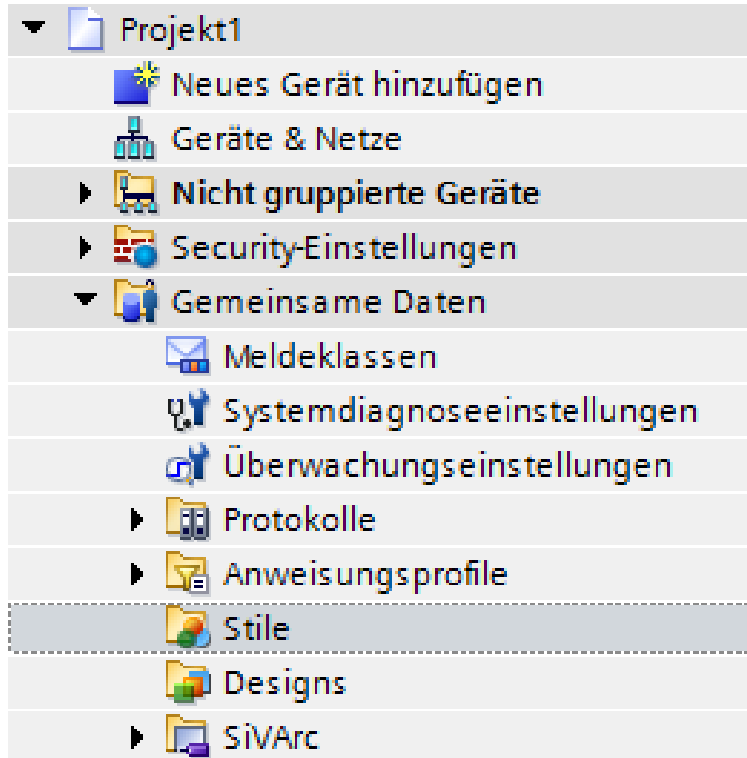 Projekt1
Neues Gerät hinzufügen
Geräte & Netze
Nicht gruppierte Geräte
Security-Einstellungen
Gemeinsame Daten
Meldeklassen
Systemdiagnoseeinstellungen
Überwachungseinstellungen
Protokolle
Anweisungsprofile
Stile
Designs
SiVArc